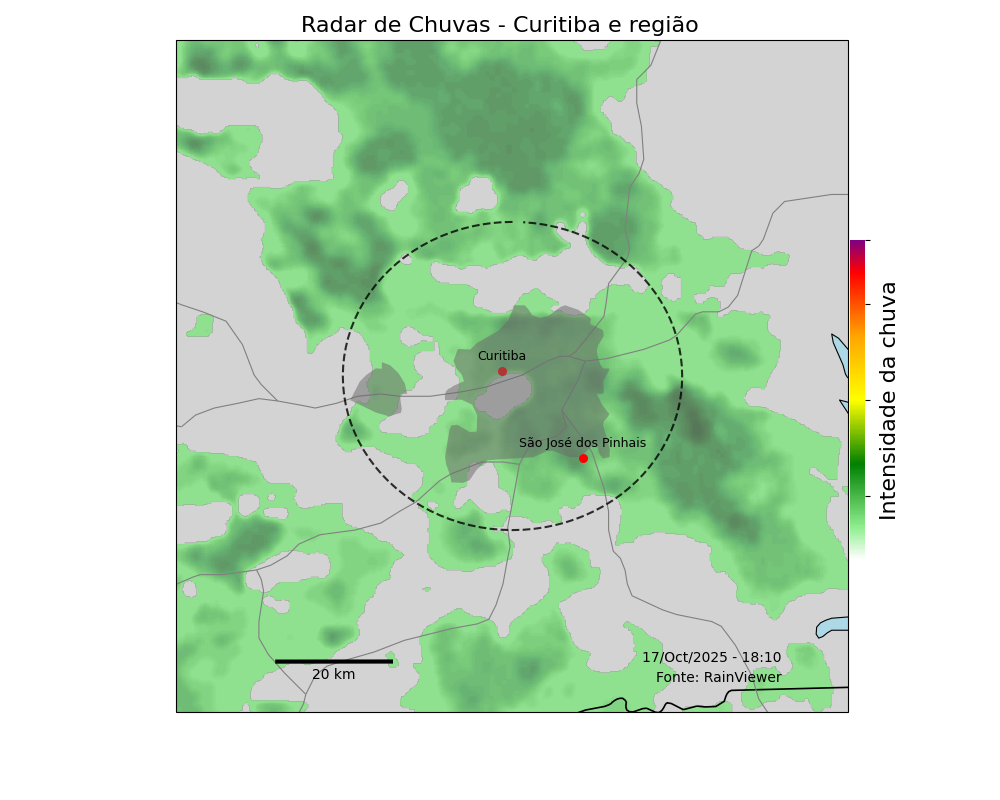 Radar de Chuvas - Curitiba e região
Curitiba
São José dos Pinhais
Intensidade da chuva
17/Oct/2025 - 18:10
Fonte: RainViewer
20 km